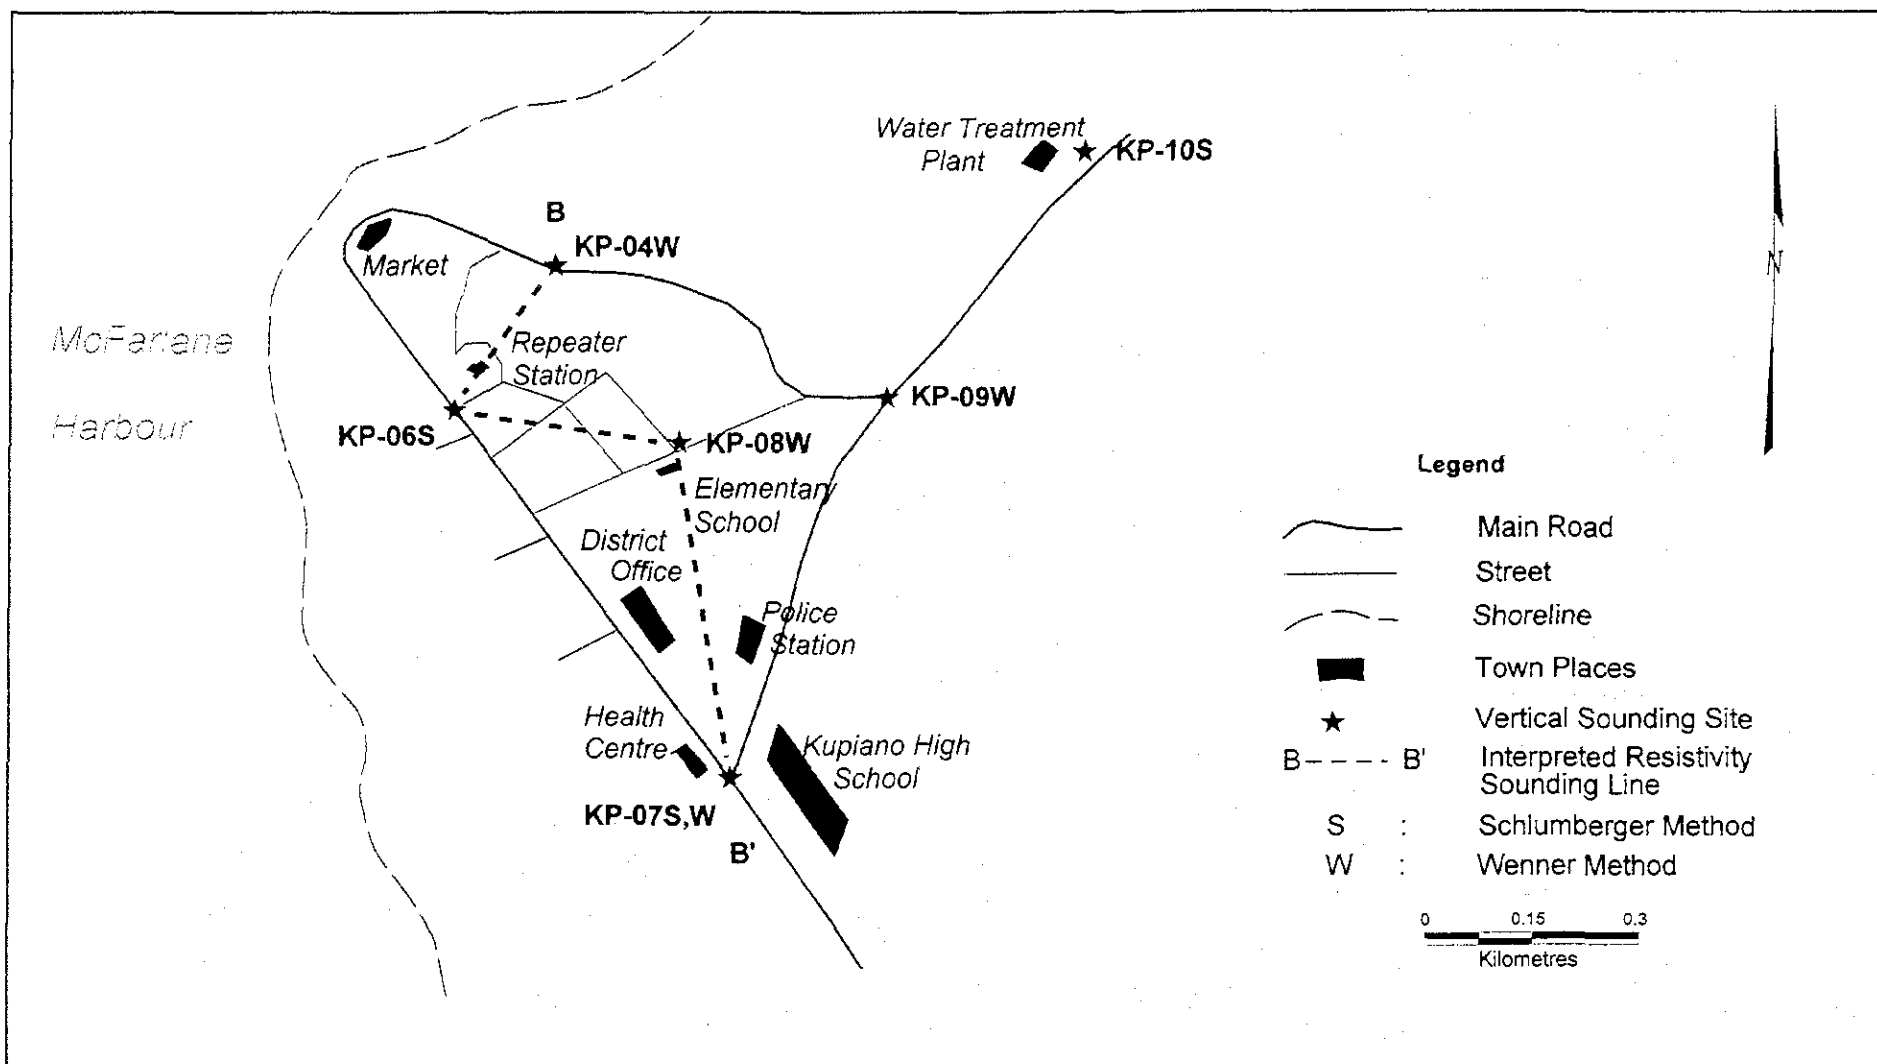 Water Treatment
Plant
KP-10S
B
KP-04W
Market
McFarlane
Harbour
Repeater
Station
KP-09W
KP-06S
KP-08W
Elementary
School
District
Office
Police
Station
Health
Centre
Kupiano High
School
KP-07S,W
B'
N
Legend
Main Road
Street
Shoreline
Town Places
Vertical Sounding Site
B B' Interpreted Resistivity
Sounding Line
S : Schlumberger Method
W : Wenner Method
0 0.15 0.3
Kilometres